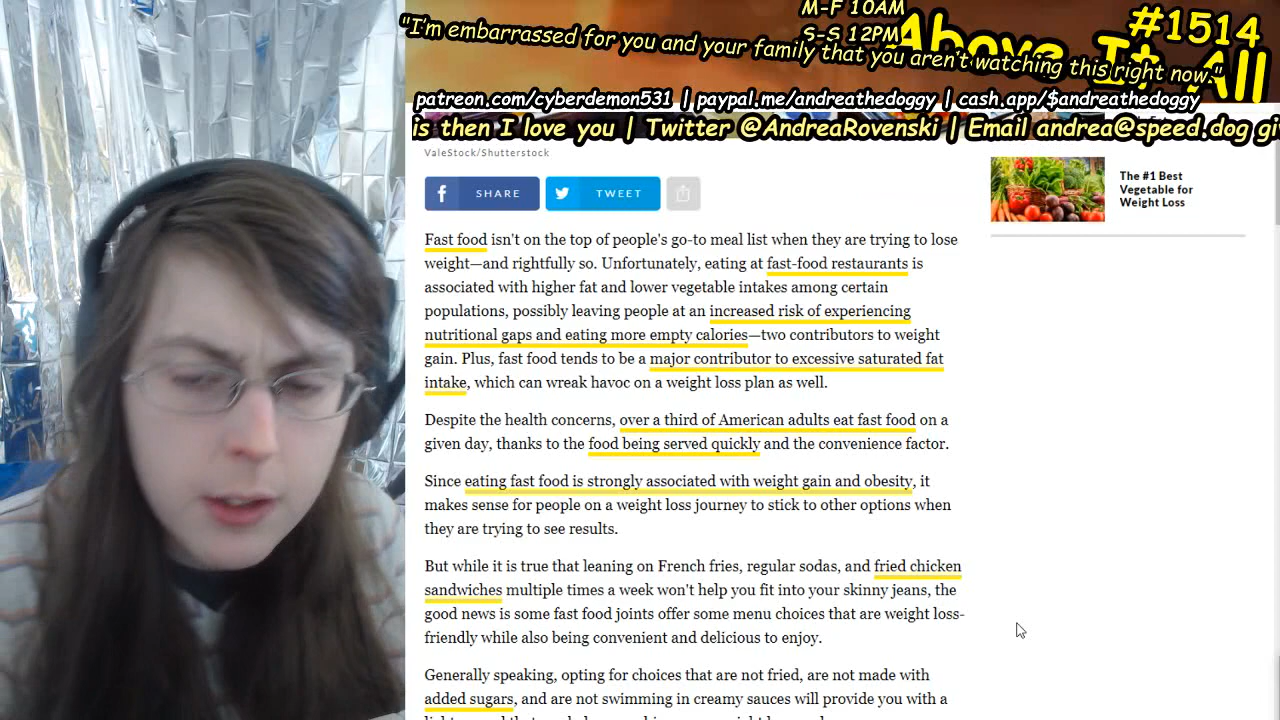 M-F 10AM
S-S 12PM
Above It All
#1514
"I'm embarrassed for you and your family that you aren't watching this right now."
patreon.com/cyberdemon531 | paypal.me/andreathedoggy | cash.app/$andreathedoggy
is then I love you | Twitter @AndreaRovenski | Email andrea@speed.dog gi
ValeStock/Shutterstock
SHARE
TWEET
The #1 Best
Vegetable for
Weight Loss
Fast food isn't on the top of people's go-to meal list when they are trying to lose
weight—and rightfully so. Unfortunately, eating at fast-food restaurants is
associated with higher fat and lower vegetable intakes among certain
populations, possibly leaving people at an increased risk of experiencing
nutritional gaps and eating more empty calories—two contributors to weight
gain. Plus, fast food tends to be a major contributor to excessive saturated fat
intake, which can wreak havoc on a weight loss plan as well.
Despite the health concerns, over a third of American adults eat fast food on a
given day, thanks to the food being served quickly and the convenience factor.
Since eating fast food is strongly associated with weight gain and obesity, it
makes sense for people on a weight loss journey to stick to other options when
they are trying to see results.
But while it is true that leaning on French fries, regular sodas, and fried chicken
sandwiches multiple times a week won't help you fit into your skinny jeans, the
good news is some fast food joints offer some menu choices that are weight loss-
friendly while also being convenient and delicious to enjoy.
Generally speaking, opting for choices that are not fried, are not made with
added sugars, and are not swimming in creamy sauces will provide you with a